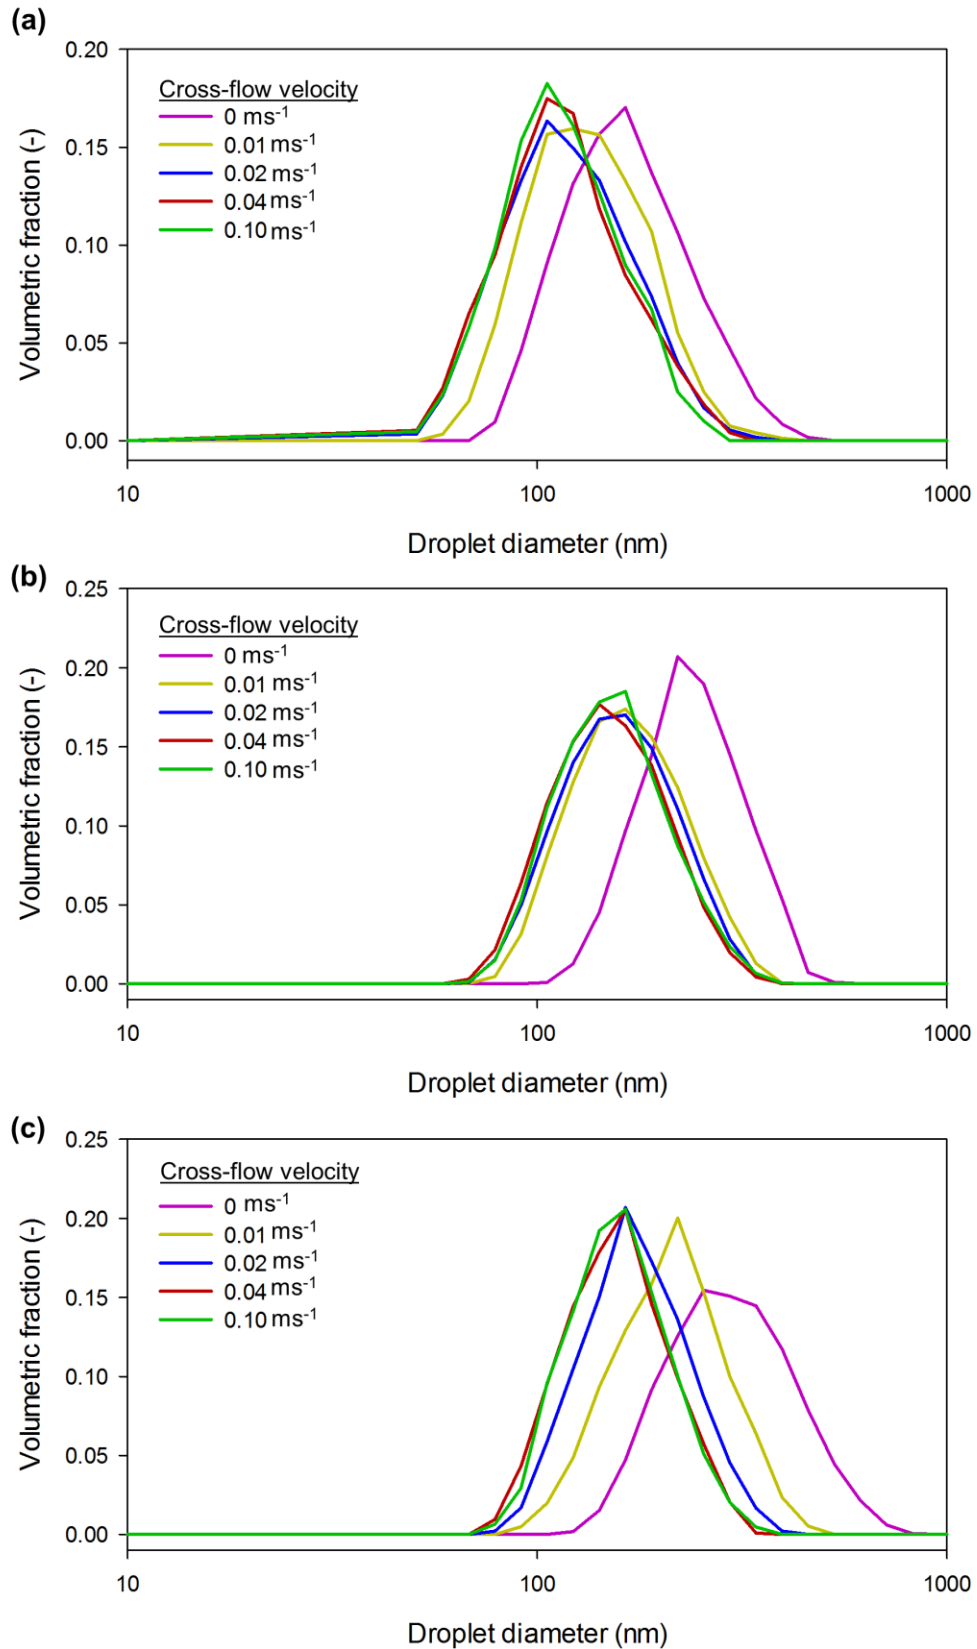 (a)
0.20
0.15
0.10
0.05
0.00
Volumetric fraction (-)
Cross-flow velocity
0 ms⁻¹
0.01 ms⁻¹
0.02 ms⁻¹
0.04 ms⁻¹
0.10 ms⁻¹
10 100 1000
Droplet diameter (nm)
(b)
0.25
0.20
0.15
0.10
0.05
0.00
Volumetric fraction (-)
Cross-flow velocity
0 ms⁻¹
0.01 ms⁻¹
0.02 ms⁻¹
0.04 ms⁻¹
0.10 ms⁻¹
10 100 1000
Droplet diameter (nm)
(c)
0.25
0.20
0.15
0.10
0.05
0.00
Volumetric fraction (-)
Cross-flow velocity
0 ms⁻¹
0.01 ms⁻¹
0.02 ms⁻¹
0.04 ms⁻¹
0.10 ms⁻¹
10 100 1000
Droplet diameter (nm)